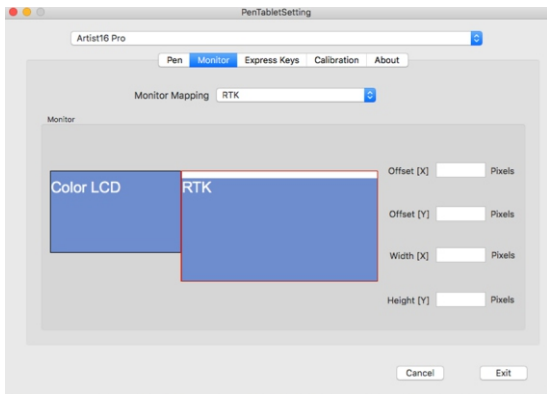 PenTabletSetting
Artist16 Pro
Pen Monitor Express Keys Calibration About
Monitor Mapping RTK
Monitor
Color LCD RTK
Offset [X] Pixels
Offset [Y] Pixels
Width [X] Pixels
Height [Y] Pixels
Cancel Exit